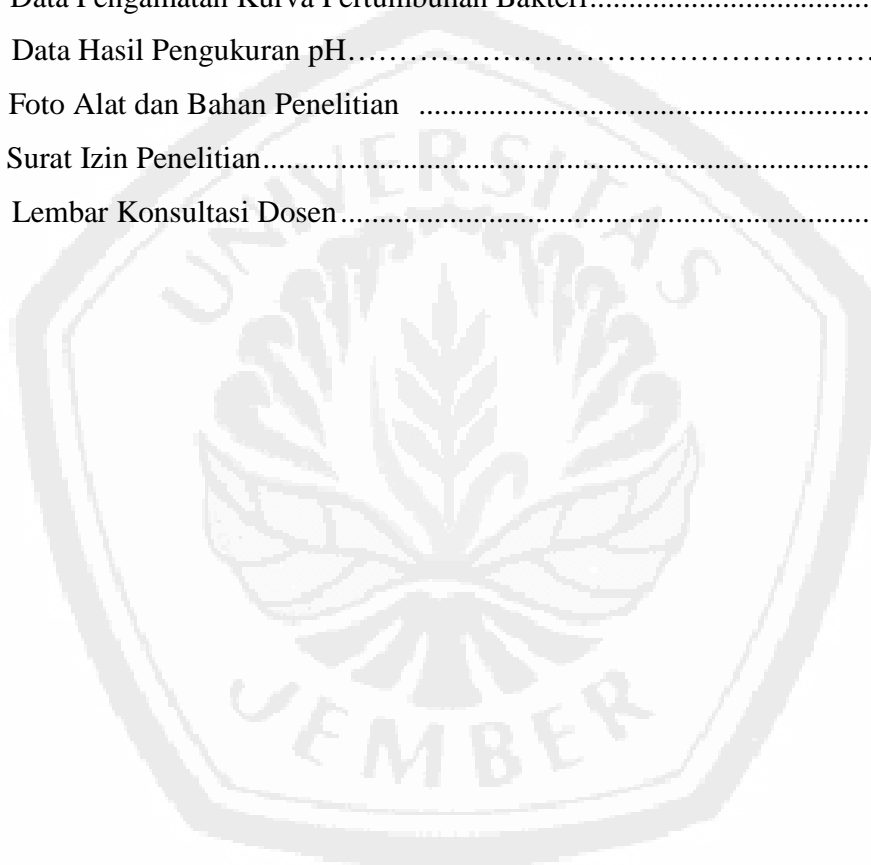 Data Pengamatan Kurva Pertumbuhan Bakteri........................................
Data Hasil Pengukuran pH……………………………………………
Foto Alat dan Bahan Penelitian ..........................................................
Surat Izin Penelitian..............................................................................
Lembar Konsultasi Dosen....................................................................
UNIVERSITAS
JEMBER